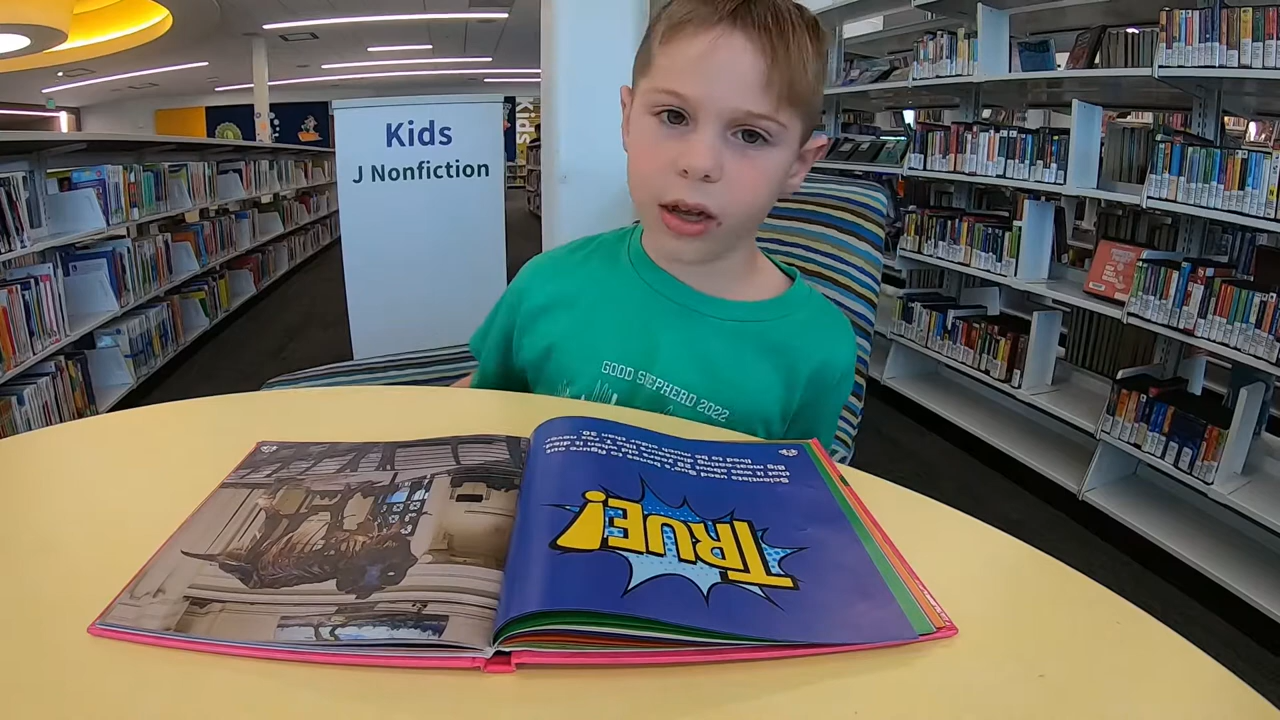 Kids
J Nonfiction
Kids
GOOD SHEPHERD 2022
TRUE!
Scientists used Sue's bones to figure out
that it was about 28 years old when it died.
Big meat-eating dinosaurs like T. rex never
lived to be much older than 30.